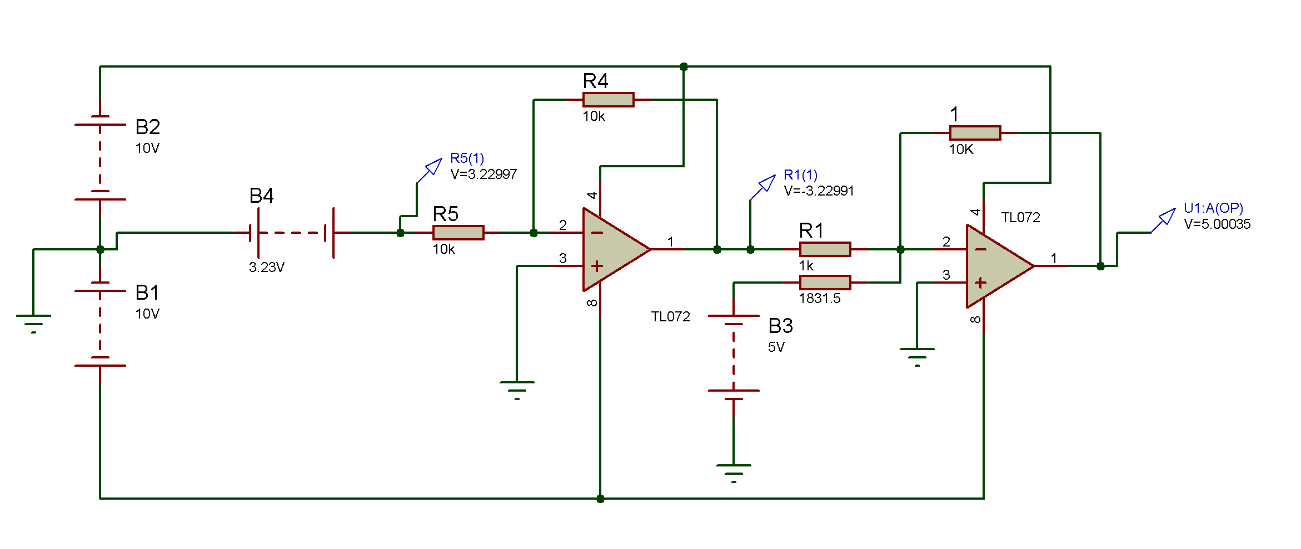 R4
10k
1
10K
B2
10V
R5(1)
V=3.22997
R1(1)
V=-3.22991
B4
3.23V
R5
10k
4
2
3
1
8
TL072
R1
1k
1831.5
4
TL072
2
3
1
8
U1:A(OP)
V=5.00035
B1
10V
B3
5V